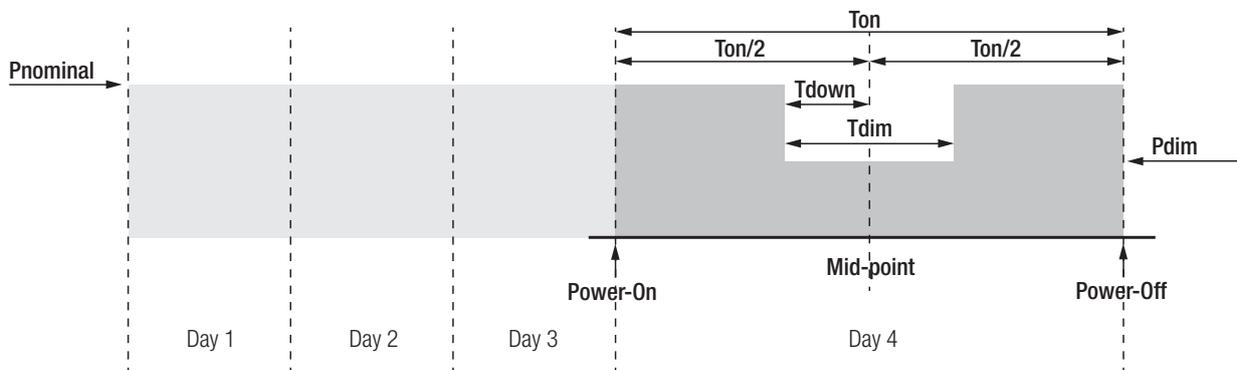 Ton
Ton/2 Ton/2
Pnominal
Tdown
Tdim
Pdim
Mid-point
Power-On Power-Off
Day 1 Day 2 Day 3 Day 4